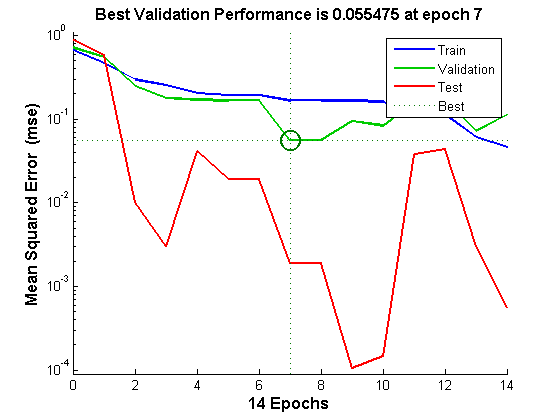 Best Validation Performance is 0.055475 at epoch 7
Mean Squared Error (mse)
10^0
10^-1
10^-2
10^-3
10^-4
Train
Validation
Test
Best
0 2 4 6 8 10 12 14
14 Epochs